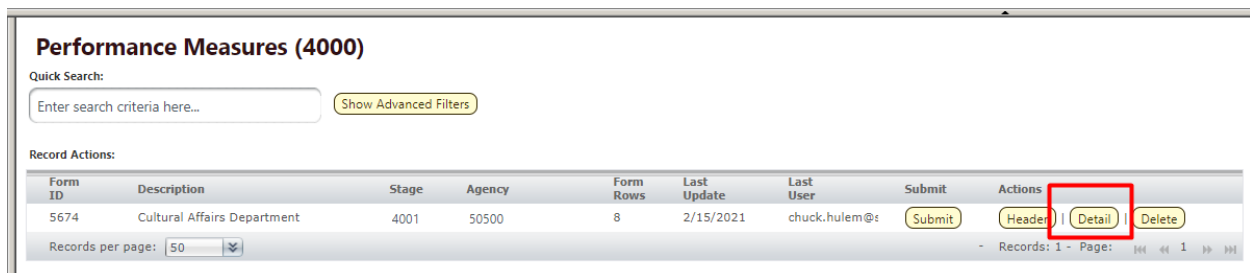 Performance Measures (4000)
Quick Search:
Enter search criteria here...
Show Advanced Filters
Record Actions:
Form ID Description Stage Agency Form Rows Last Update Last User Submit Actions
5674 Cultural Affairs Department 4001 50500 8 2/15/2021 chuck.hulem@s Submit Header | Detail | Delete
Records per page: 50 - Records: 1 - Page: 1